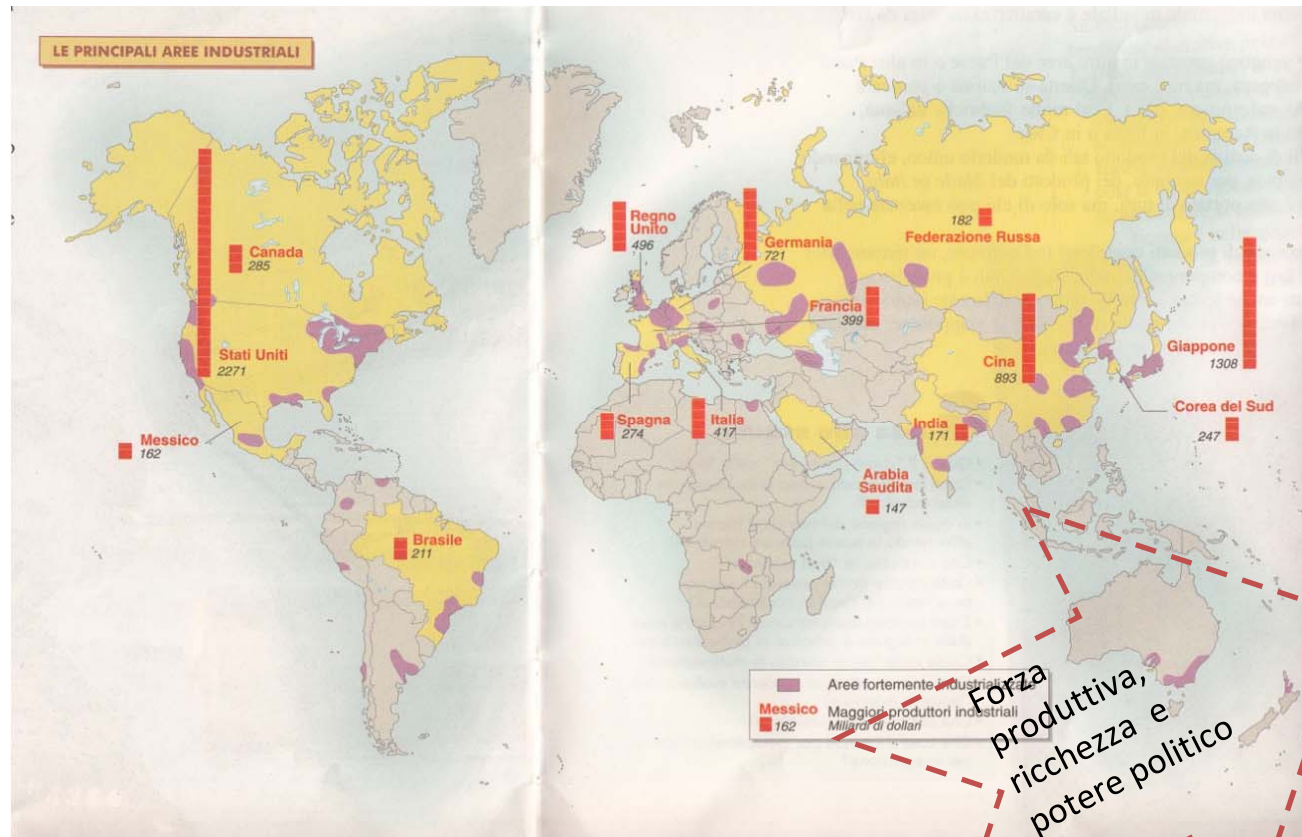 LE PRINCIPALI AREE INDUSTRIALI
Canada
285
Stati Uniti
2271
Messico
162
Brasile
211
Regno
Unito
496
Germania
721
182
Federazione Russa
Francia
399
Cina
893
Giappone
1308
Corea del Sud
247
Spagna
274
Italia
417
India
171
Arabia
Saudita
147
Aree fortemente industrializzate
Messico
162
Maggiori produttori industriali
Miliardi di dollari
Forza
produttiva,
ricchezza e
potere politico